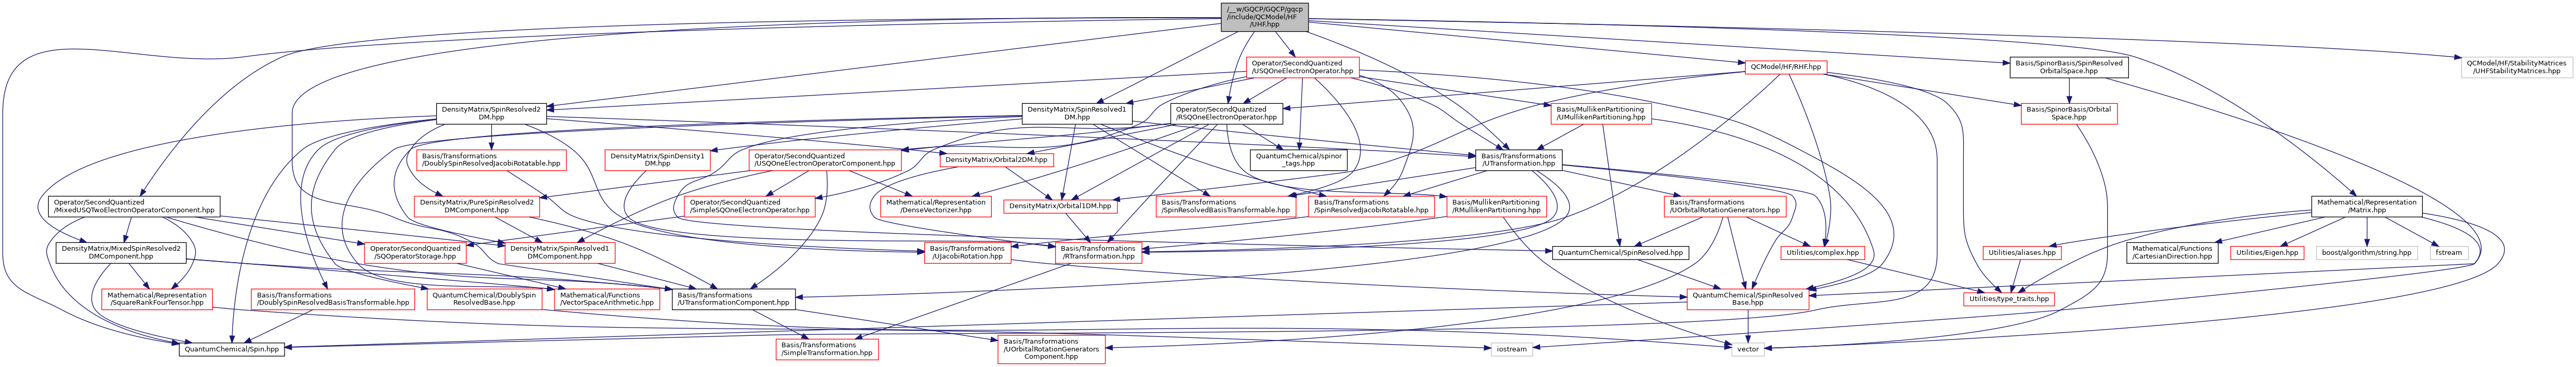 /__w/GQCP/GQCP/gqcp
/include/QCModel/HF
/UHF.hpp
Operator/SecondQuantized
/USQOneElectronOperator.hpp
QCModel/HF/RHF.hpp
Basis/SpinorBasis/SpinResolved
OrbitalSpace.hpp
QCModel/HF/StabilityMatrices
/UHFStabilityMatrices.hpp
DensityMatrix/SpinResolved2
DM.hpp
DensityMatrix/SpinResolved1
DM.hpp
Operator/SecondQuantized
/RSQOneElectronOperator.hpp
Basis/MullikenPartitioning
/UMullikenPartitioning.hpp
Basis/SpinorBasis/Orbital
Space.hpp
Basis/Transformations
/DoublySpinResolvedJacobiRotatable.hpp
DensityMatrix/SpinDensity1
DM.hpp
Operator/SecondQuantized
/USQOneElectronOperatorComponent.hpp
DensityMatrix/Orbital2DM.hpp
QuantumChemical/spinor
_tags.hpp
Basis/Transformations
/UTransformation.hpp
Operator/SecondQuantized
/MixedUSQTwoElectronOperatorComponent.hpp
DensityMatrix/PureSpinResolved2
DMComponent.hpp
Operator/SecondQuantized
/SimpleSQOneElectronOperator.hpp
Mathematical/Representation
/DenseVectorizer.hpp
DensityMatrix/Orbital1DM.hpp
Basis/Transformations
/SpinResolvedBasisTransformable.hpp
Basis/Transformations
/SpinResolvedJacobiRotatable.hpp
Basis/MullikenPartitioning
/RMullikenPartitioning.hpp
Basis/Transformations
/UOrbitalRotationGenerators.hpp
Mathematical/Representation
/Matrix.hpp
DensityMatrix/MixedSpinResolved2
DMComponent.hpp
Operator/SecondQuantized
/SQOperatorStorage.hpp
DensityMatrix/SpinResolved1
DMComponent.hpp
Basis/Transformations
/UJacobiRotation.hpp
Basis/Transformations
/RTransformation.hpp
QuantumChemical/SpinResolved.hpp
Utilities/complex.hpp
Utilities/aliases.hpp
Mathematical/Functions
/CartesianDirection.hpp
Utilities/Eigen.hpp
boost/algorithm/string.hpp
fstream
Mathematical/Representation
/SquareRankFourTensor.hpp
Basis/Transformations
/DoublySpinResolvedBasisTransformable.hpp
QuantumChemical/DoublySpin
ResolvedBase.hpp
Mathematical/Functions
/VectorSpaceArithmetic.hpp
Basis/Transformations
/UTransformationComponent.hpp
QuantumChemical/SpinResolved
Base.hpp
Utilities/type_traits.hpp
QuantumChemical/Spin.hpp
Basis/Transformations
/SimpleTransformation.hpp
Basis/Transformations
/UOrbitalRotationGenerators
Component.hpp
iostream
vector